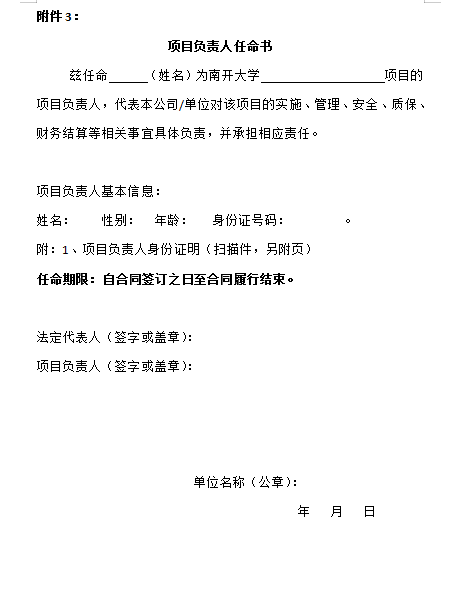 附件 3：
项目负责人任命书
兹任命______（姓名）为南开大学___________________项目的
项目负责人，代表本公司/单位对该项目的实施、管理、安全、质保、
财务结算等相关事宜具体负责，并承担相应责任。
项目负责人基本信息：
姓名： 性别： 年龄： 身份证号码： 。
附：1、项目负责人身份证明（扫描件，另附页）
任命期限：自合同签订之日至合同履行结束。
法定代表人（签字或盖章）：
项目负责人（签字或盖章）：
单位名称（公章）：
年 月 日